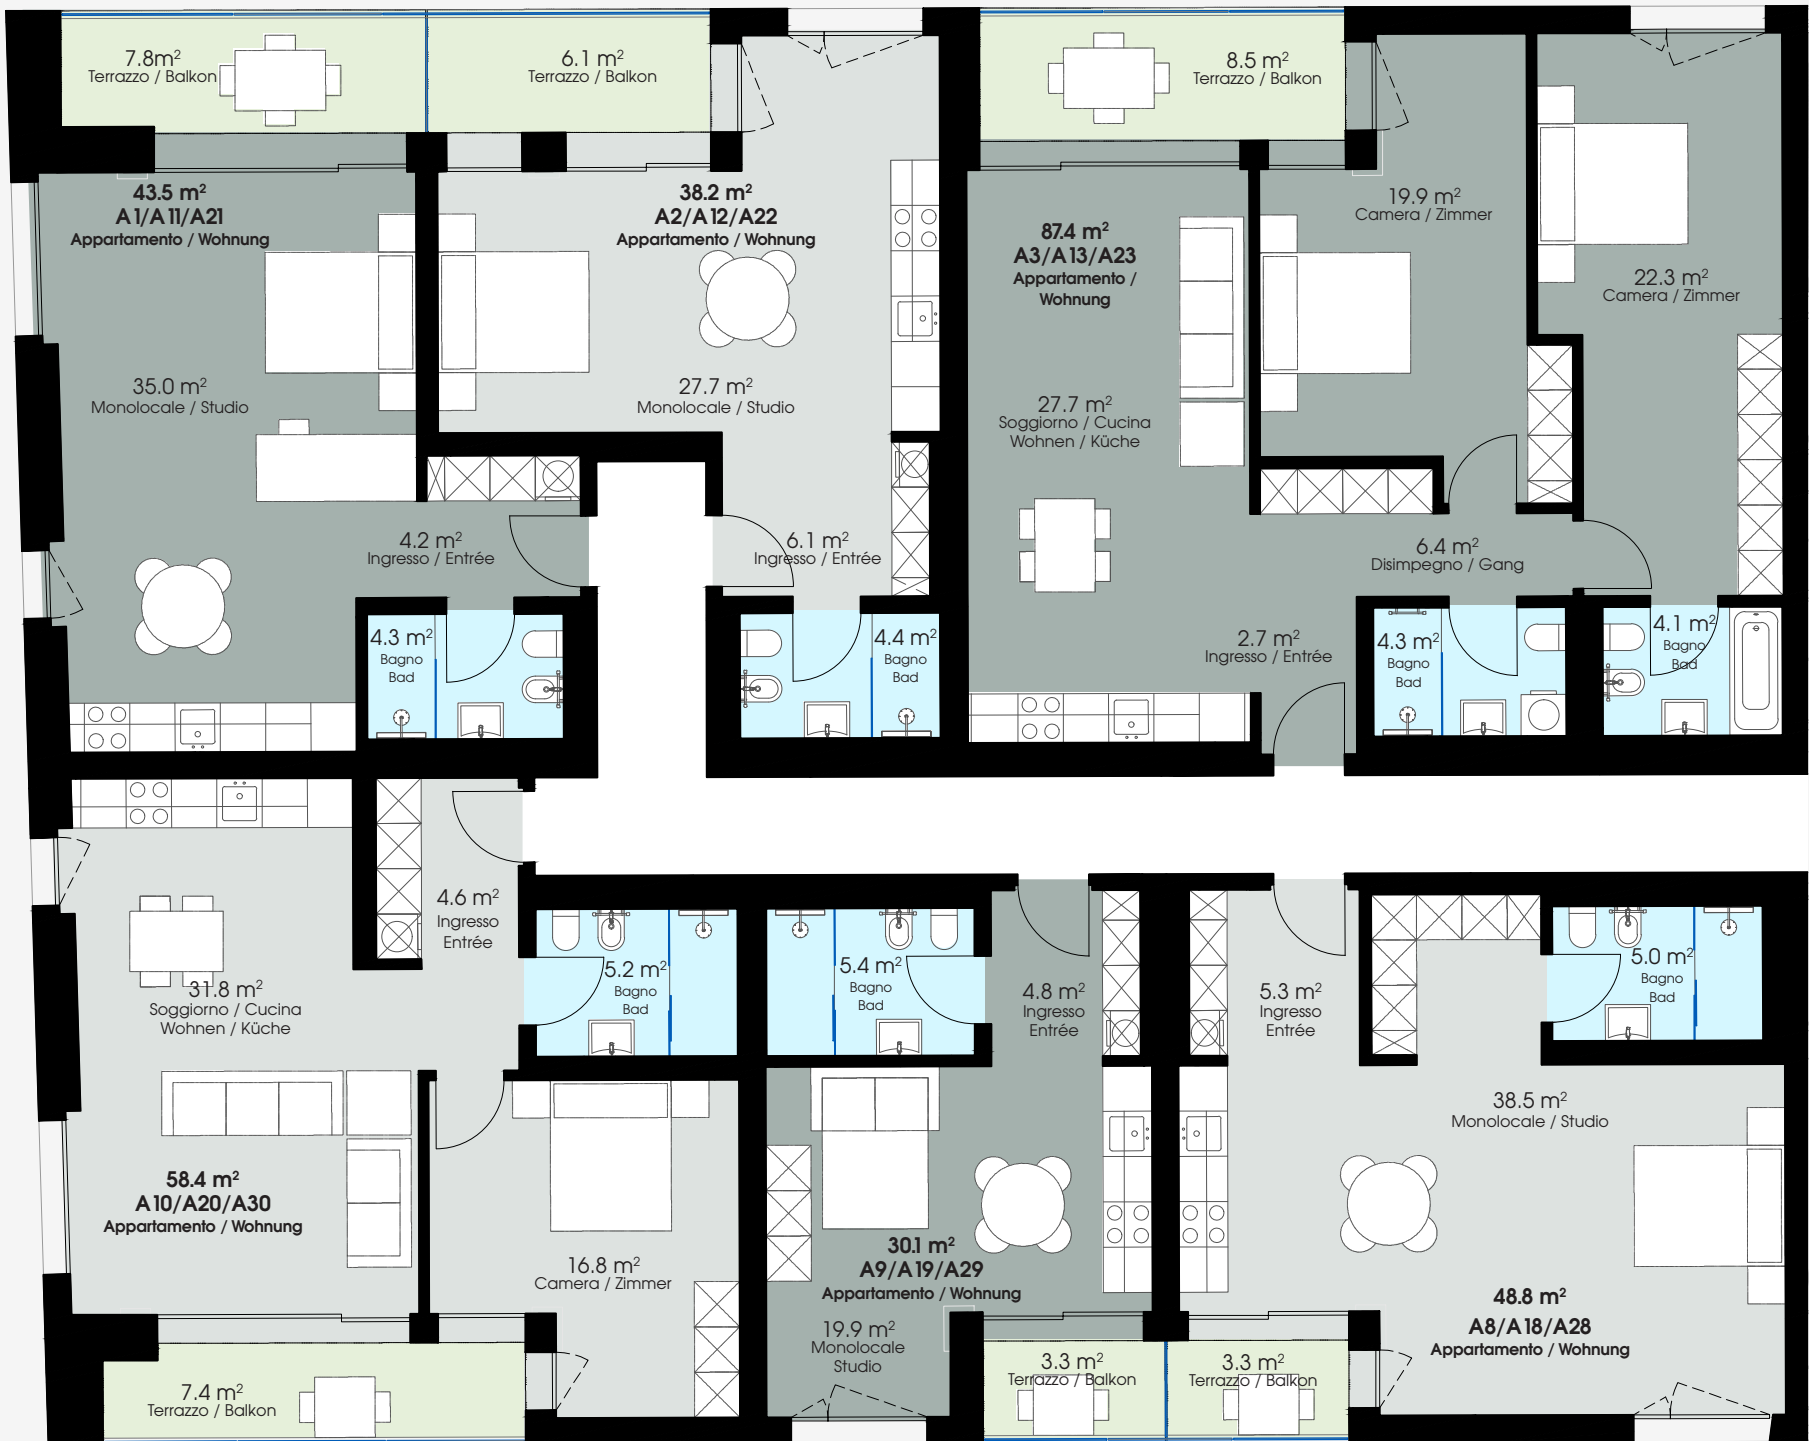 7.8m²
Terrazzo / Balkon
6.1 m²
Terrazzo / Balkon
8.5 m²
Terrazzo / Balkon
43.5 m²
A1/A11/A21
Appartamento / Wohnung
38.2 m²
A2/A12/A22
Appartamento / Wohnung
87.4 m²
A3/A13/A23
Appartamento /
Wohnung
19.9 m²
Camera / Zimmer
22.3 m²
Camera / Zimmer
35.0 m²
Monolocale / Studio
27.7 m²
Monolocale / Studio
27.7 m²
Soggiorno / Cucina
Wohnen / Küche
4.2 m²
Ingresso / Entrée
6.1 m²
Ingresso / Entrée
6.4 m²
Disimpegno / Gang
4.3 m²
Bagno
Bad
4.4 m²
Bagno
Bad
2.7 m²
Ingresso / Entrée
4.3 m²
Bagno
Bad
4.1 m²
Bagno
Bad
4.6 m²
Ingresso
Entrée
31.8 m²
Soggiorno / Cucina
Wohnen / Küche
5.2 m²
Bagno
Bad
5.4 m²
Bagno
Bad
4.8 m²
Ingresso
Entrée
5.3 m²
Ingresso
Entrée
5.0 m²
Bagno
Bad
38.5 m²
Monolocale / Studio
58.4 m²
A10/A20/A30
Appartamento / Wohnung
16.8 m²
Camera / Zimmer
30.1 m²
A9/A19/A29
Appartamento / Wohnung
19.9 m²
Monolocale
Studio
48.8 m²
A8/A18/A28
Appartamento / Wohnung
7.4 m²
Terrazzo / Balkon
3.3 m²
Terrazzo / Balkon
3.3 m²
Terrazzo / Balkon